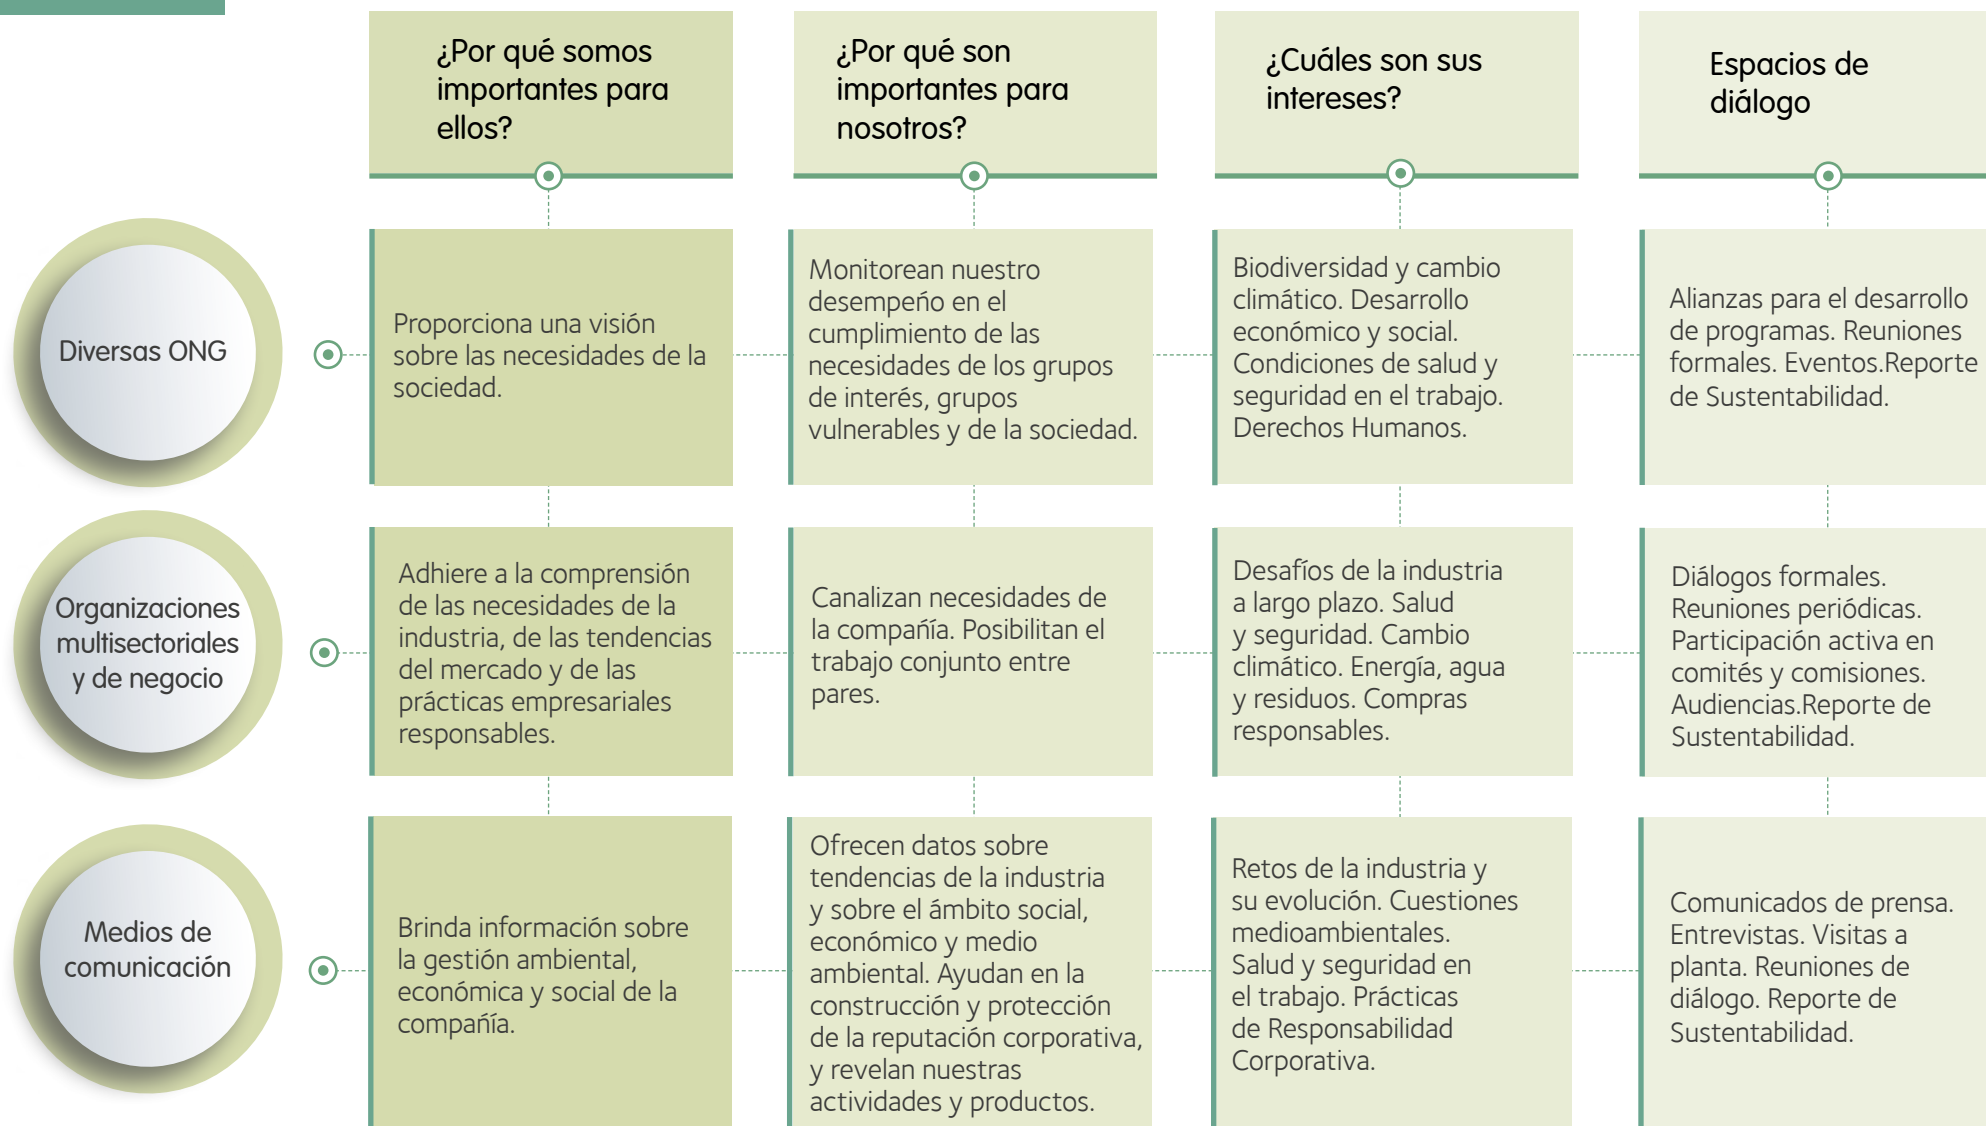 ¿Por qué somos
importantes para
ellos?
¿Por qué son
importantes para
nosotros?
¿Cuáles son sus
intereses?
Espacios de
diálogo
Diversas ONG
Proporciona una visión
sobre las necesidades de la
sociedad.
Monitorean nuestro
desempeño en el
cumplimiento de las
necesidades de los grupos
de interés, grupos
vulnerables y de la sociedad.
Biodiversidad y cambio
climático. Desarrollo
económico y social.
Condiciones de salud y
seguridad en el trabajo.
Derechos Humanos.
Alianzas para el desarrollo
de programas. Reuniones
formales. Eventos.Reporte
de Sustentabilidad.
Organizaciones
multisectoriales
y de negocio
Adhiere a la comprensión
de las necesidades de la
industria, de las tendencias
del mercado y de las
prácticas empresariales
responsables.
Canalizan necesidades de
la compañía. Posibilitan el
trabajo conjunto entre
pares.
Desafíos de la industria
a largo plazo. Salud
y seguridad. Cambio
climático. Energía, agua
y residuos. Compras
responsables.
Diálogos formales.
Reuniones periódicas.
Participación activa en
comités y comisiones.
Audiencias.Reporte de
Sustentabilidad.
Medios de
comunicación
Brinda información sobre
la gestión ambiental,
económica y social de la
compañía.
Ofrecen datos sobre
tendencias de la industria
y sobre el ámbito social,
económico y medio
ambiental. Ayudan en la
construcción y protección
de la reputación corporativa,
y revelan nuestras
actividades y productos.
Retos de la industria y
su evolución. Cuestiones
medioambientales.
Salud y seguridad en
el trabajo. Prácticas
de Responsabilidad
Corporativa.
Comunicados de prensa.
Entrevistas. Visitas a
planta. Reuniones de
diálogo. Reporte de
Sustentabilidad.